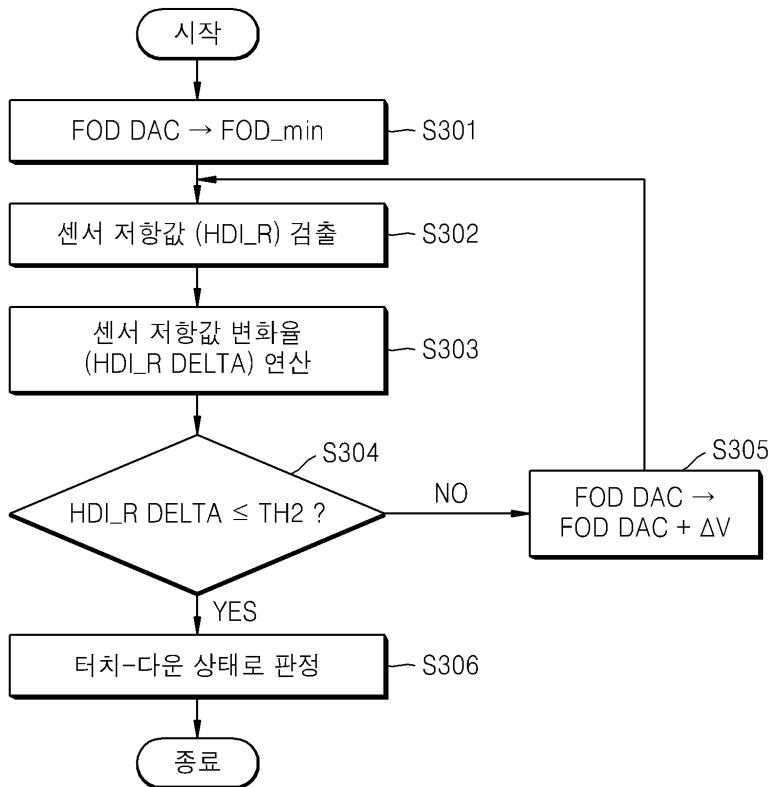 시작
FOD DAC → FOD_min
S301
센서 저항값 (HDI_R) 검출
S302
센서 저항값 변화율
(HDI_R DELTA) 연산
S303
S304
HDI_R DELTA ≤ TH2 ?
NO
S305
FOD DAC →
FOD DAC + ΔV
YES
터치-다운 상태로 판정
S306
종료